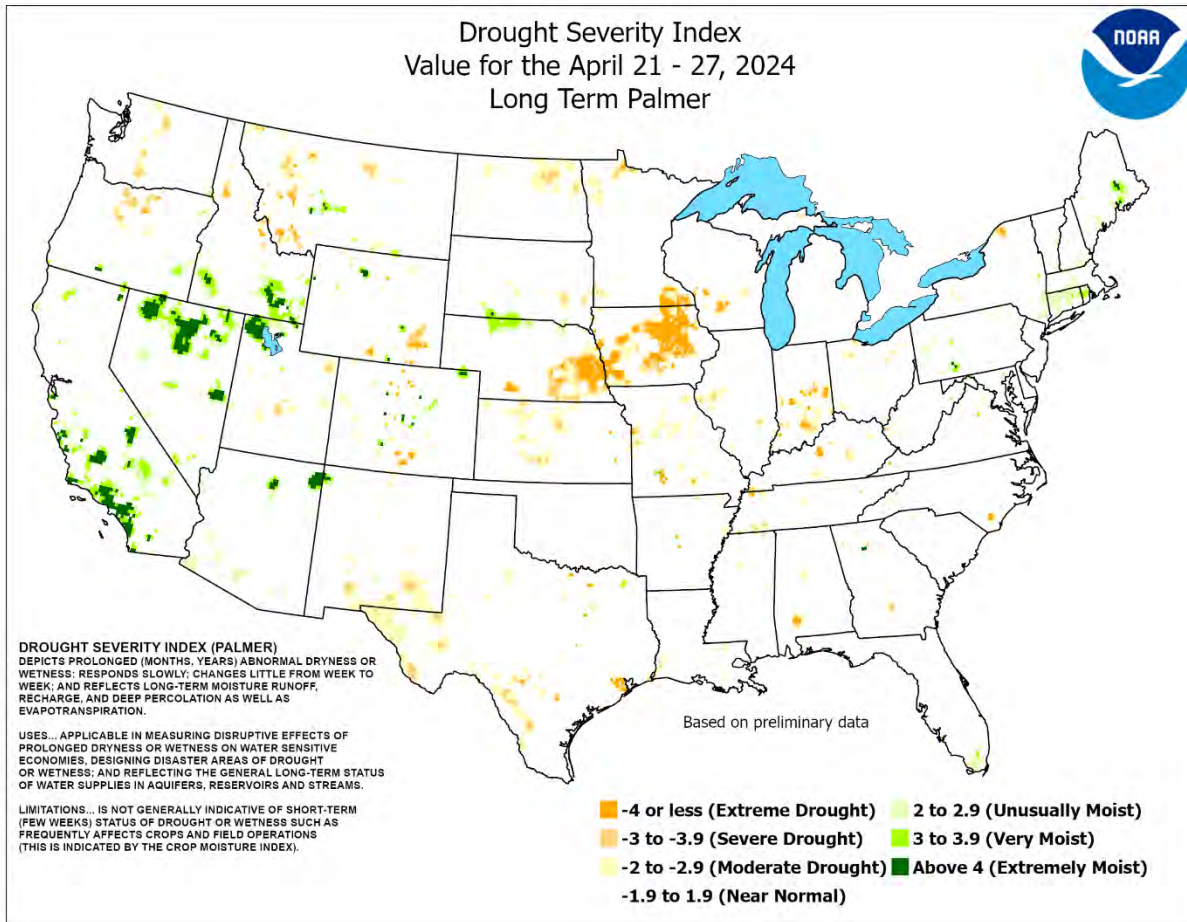 Drought Severity Index
Value for the April 21 - 27, 2024
Long Term Palmer
NOAA
DROUGHT SEVERITY INDEX (PALMER)
DEPICTS PROLONGED (MONTHS, YEARS) ABNORMAL DRYNESS OR
WETNESS: RESPONDS SLOWLY; CHANGES LITTLE FROM WEEK TO
WEEK; AND REFLECTS LONG-TERM MOISTURE RUNOFF,
RECHARGE, AND DEEP PERCOLATION AS WELL AS
EVAPOTRANSPIRATION.
USES... APPLICABLE IN MEASURING DISRUPTIVE EFFECTS OF
PROLONGED DRYNESS OR WETNESS ON WATER SENSITIVE
ECONOMIES, DESIGNING DISASTER AREAS OF DROUGHT
OR WETNESS; AND REFLECTING THE GENERAL LONG-TERM STATUS
OF WATER SUPPLIES IN AQUIFERS, RESERVOIRS AND STREAMS.
LIMITATIONS... IS NOT GENERALLY INDICATIVE OF SHORT-TERM
(FEW WEEKS) STATUS OF DROUGHT OR WETNESS SUCH AS
FREQUENTLY AFFECTS CROPS AND FIELD OPERATIONS
(THIS IS INDICATED BY THE CROP MOISTURE INDEX).
Based on preliminary data
-4 or less (Extreme Drought)
-3 to -3.9 (Severe Drought)
-2 to -2.9 (Moderate Drought)
-1.9 to 1.9 (Near Normal)
2 to 2.9 (Unusually Moist)
3 to 3.9 (Very Moist)
Above 4 (Extremely Moist)